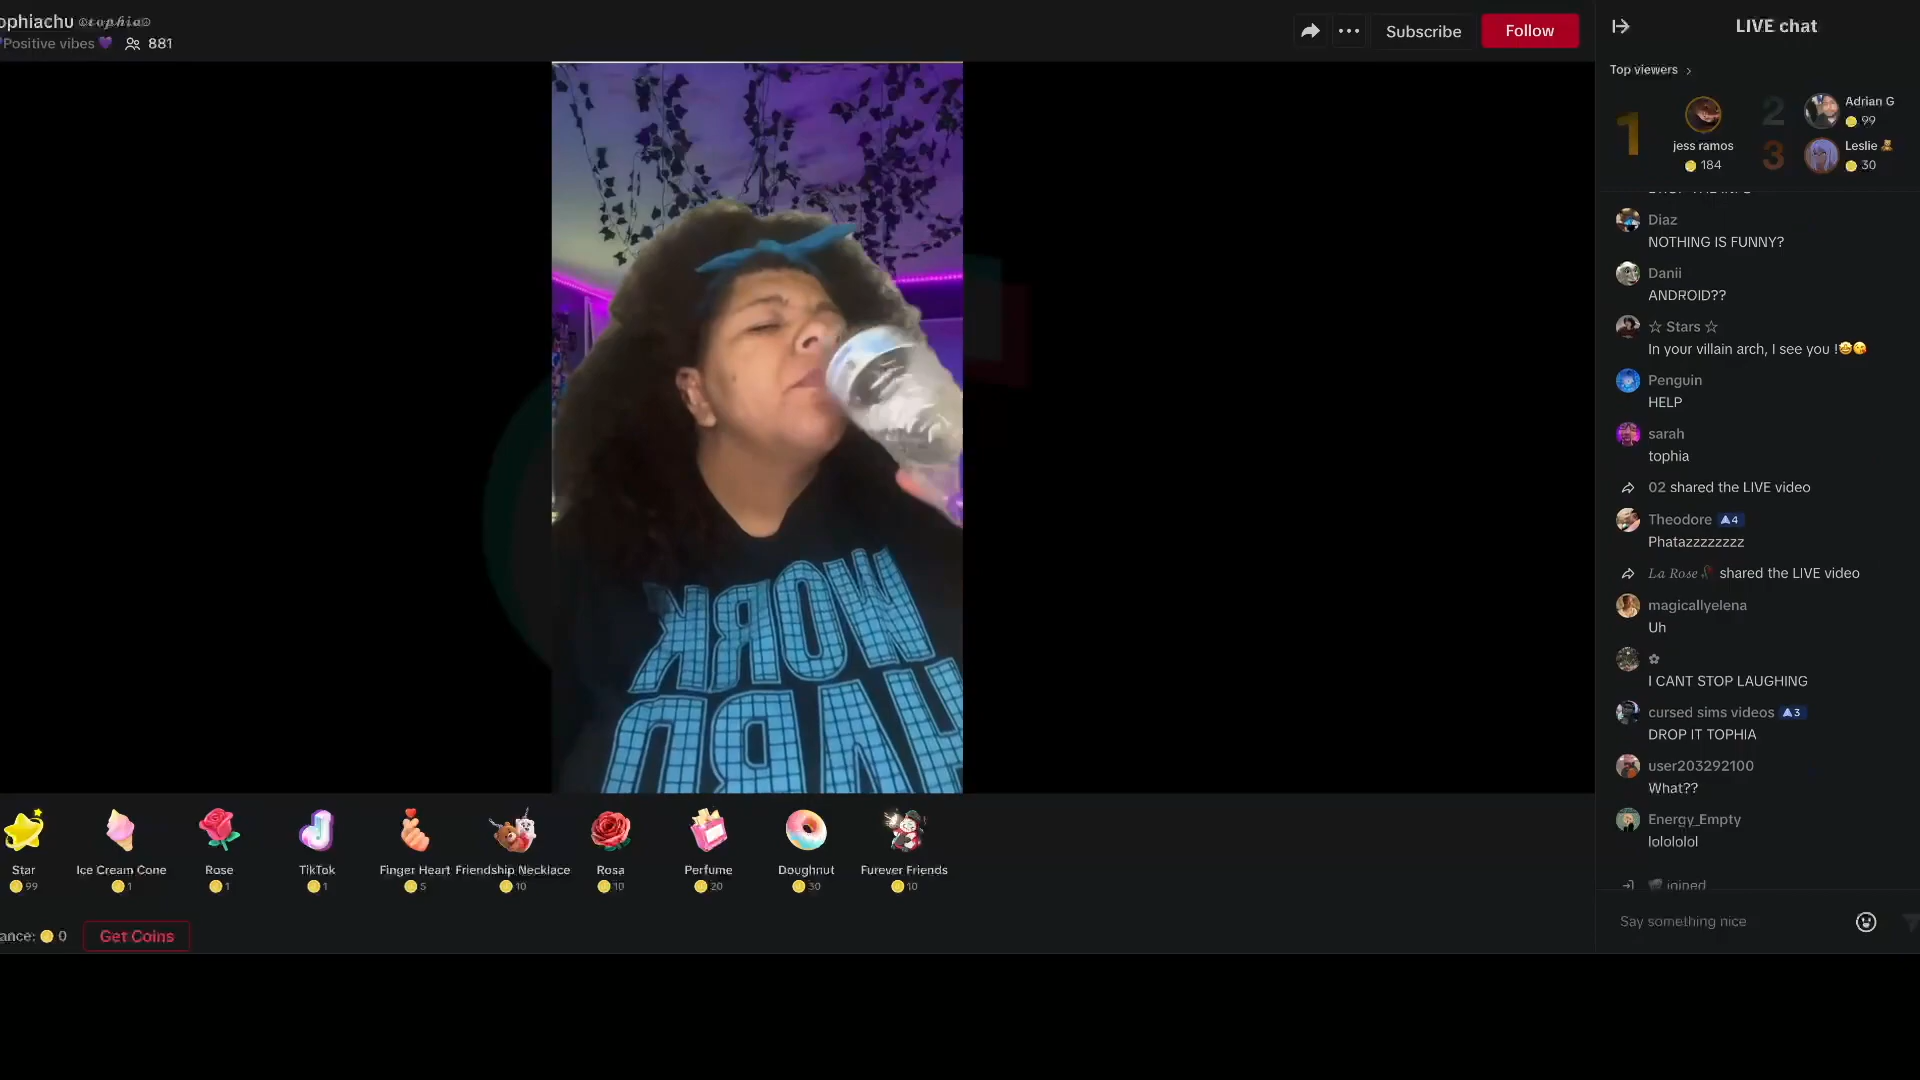 ophiachu @tophia☹
Positive vibes 💜 881
Subscribe
Follow
LIVE chat
Top viewers >
1
jess ramos
184
2
Adrian G
99
3
Leslie
30
Diaz
NOTHING IS FUNNY?
Danii
ANDROID??
☆ Stars ☆
In your villain arch, I see you !🤩😘
Penguin
HELP
sarah
tophia
02 shared the LIVE video
Theodore 4
Phatazzzzzzzz
La Rose🥀 shared the LIVE video
magicallyelena
Uh
✿
I CANT STOP LAUGHING
cursed sims videos 3
DROP IT TOPHIA
user203292100
What??
Energy_Empty
lolololol
joined
Say something nice
WORK
HARD
Star
99
Ice Cream Cone
1
Rose
1
TikTok
1
Finger Heart
5
Friendship Necklace
10
Rosa
10
Perfume
20
Doughnut
30
Furever Friends
10
ance: 0
Get Coins